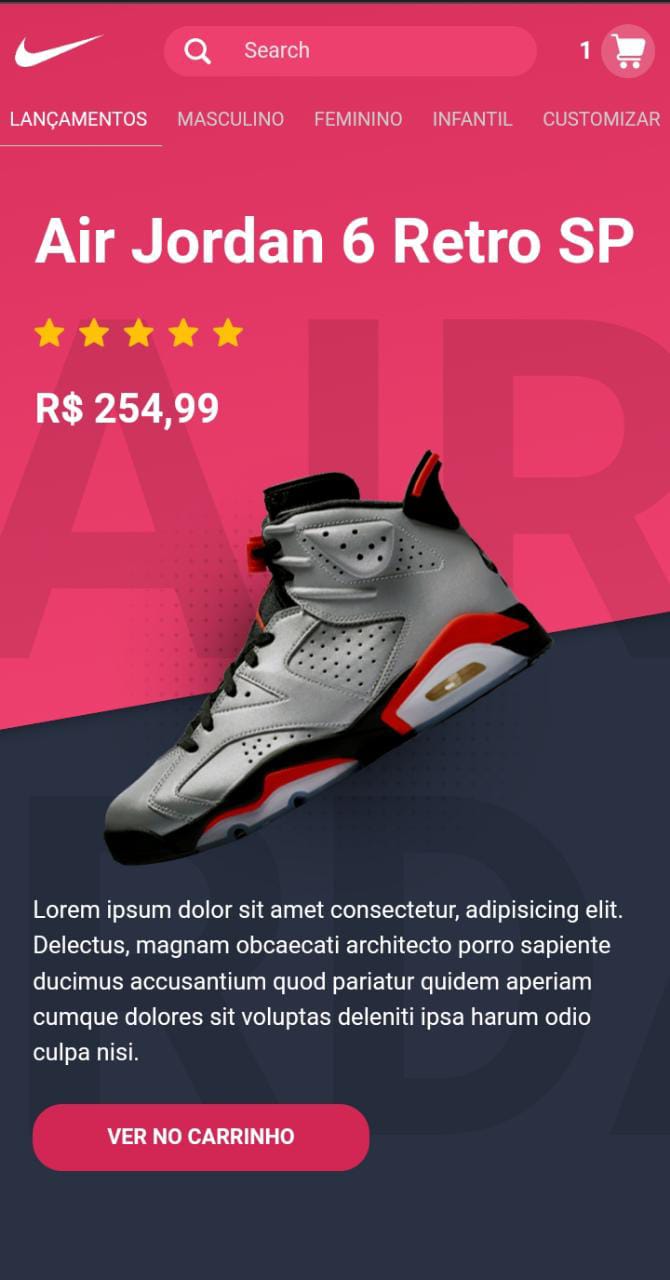 Search
1
LANÇAMENTOS MASCULINO FEMININO INFANTIL CUSTOMIZAR
Air Jordan 6 Retro SP
AIR
R$ 254,99
Lorem ipsum dolor sit amet consectetur, adipisicing elit.
Delectus, magnam obcaecati architecto porro sapiente
ducimus accusantium quod pariatur quidem aperiam
cumque dolores sit voluptas deleniti ipsa harum odio
culpa nisi.
RDA
VER NO CARRINHO